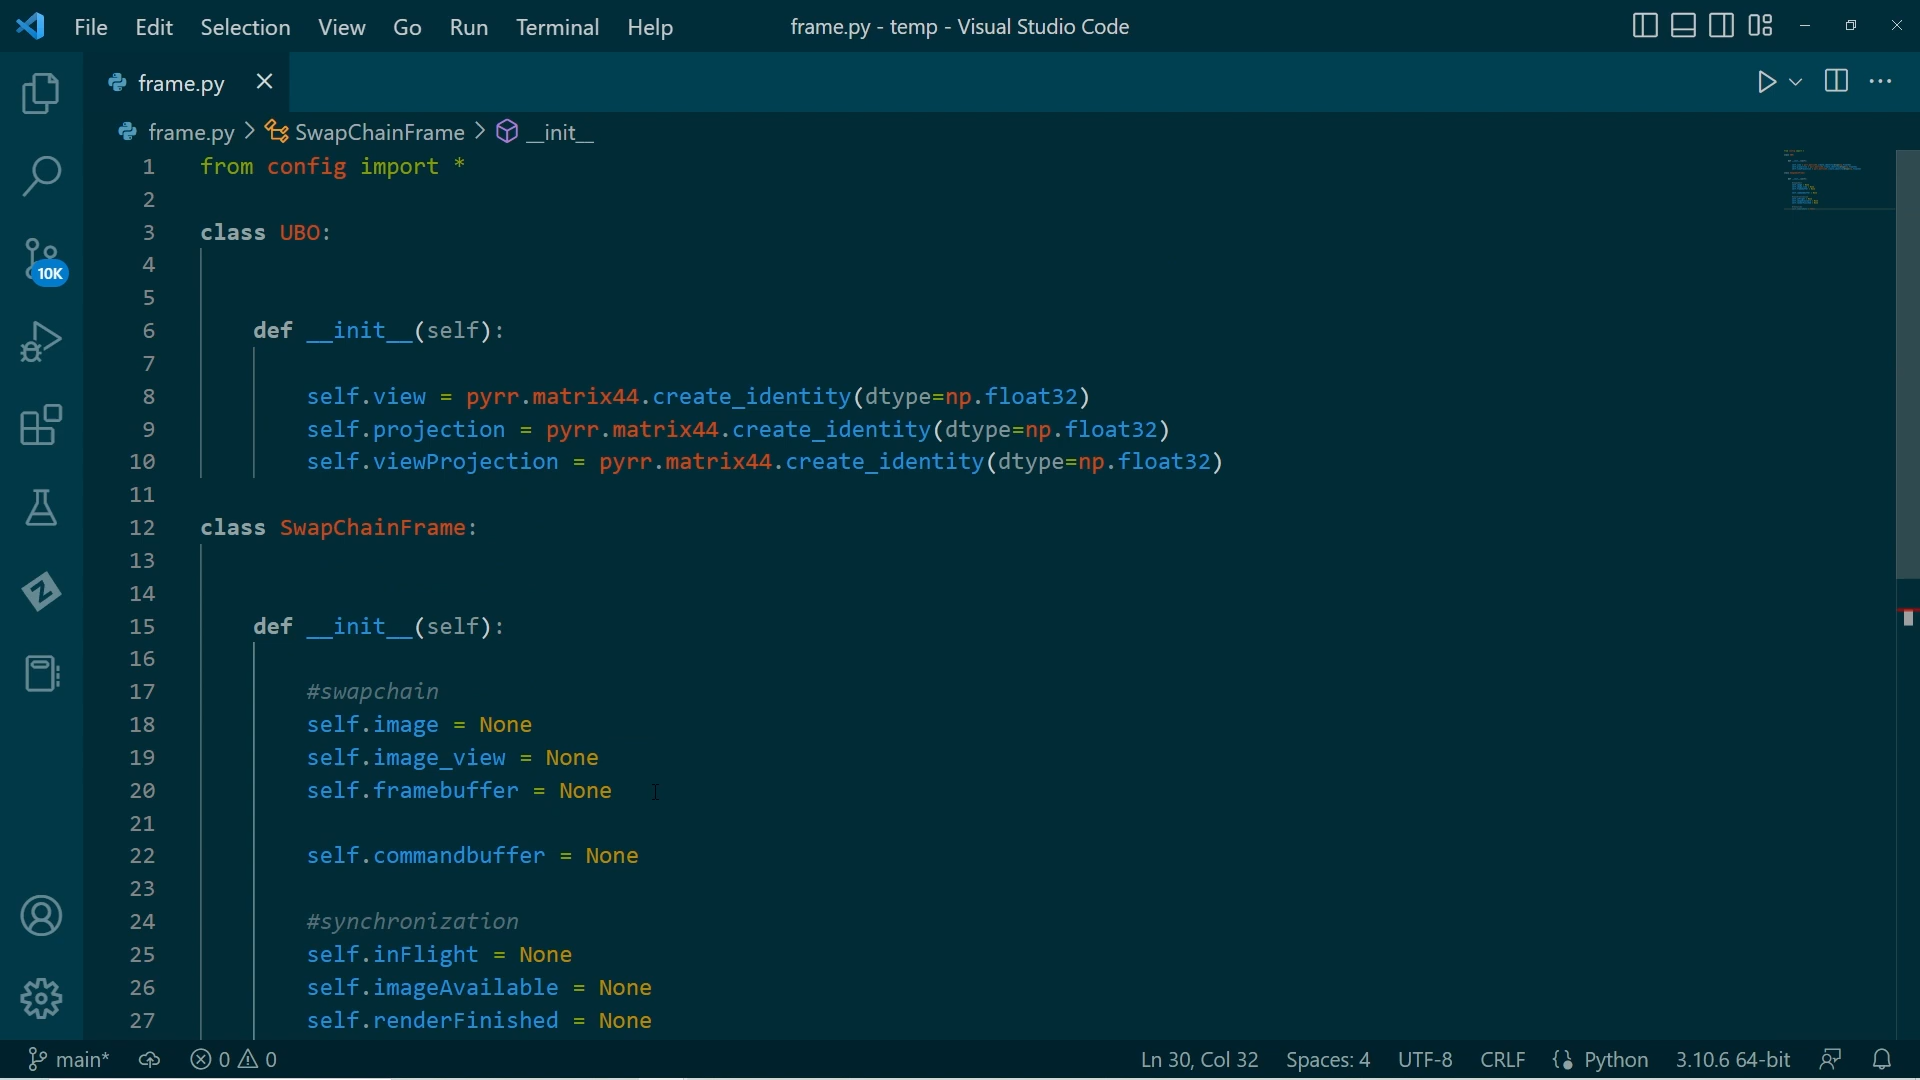 File Edit Selection View Go Run Terminal Help frame.py - temp - Visual Studio Code
frame.py
frame.py > SwapChainFrame > __init__
1 from config import *
2
3 class UBO:
4
5
6 def __init__(self):
7
8 self.view = pyrr.matrix44.create_identity(dtype=np.float32)
9 self.projection = pyrr.matrix44.create_identity(dtype=np.float32)
10 self.viewProjection = pyrr.matrix44.create_identity(dtype=np.float32)
11
12 class SwapChainFrame:
13
14
15 def __init__(self):
16
17 #swapchain
18 self.image = None
19 self.image_view = None
20 self.framebuffer = None
21
22 self.commandbuffer = None
23
24 #synchronization
25 self.inFlight = None
26 self.imageAvailable = None
27 self.renderFinished = None
10K
main* 0 0 Ln 30, Col 32 Spaces: 4 UTF-8 CRLF Python 3.10.6 64-bit